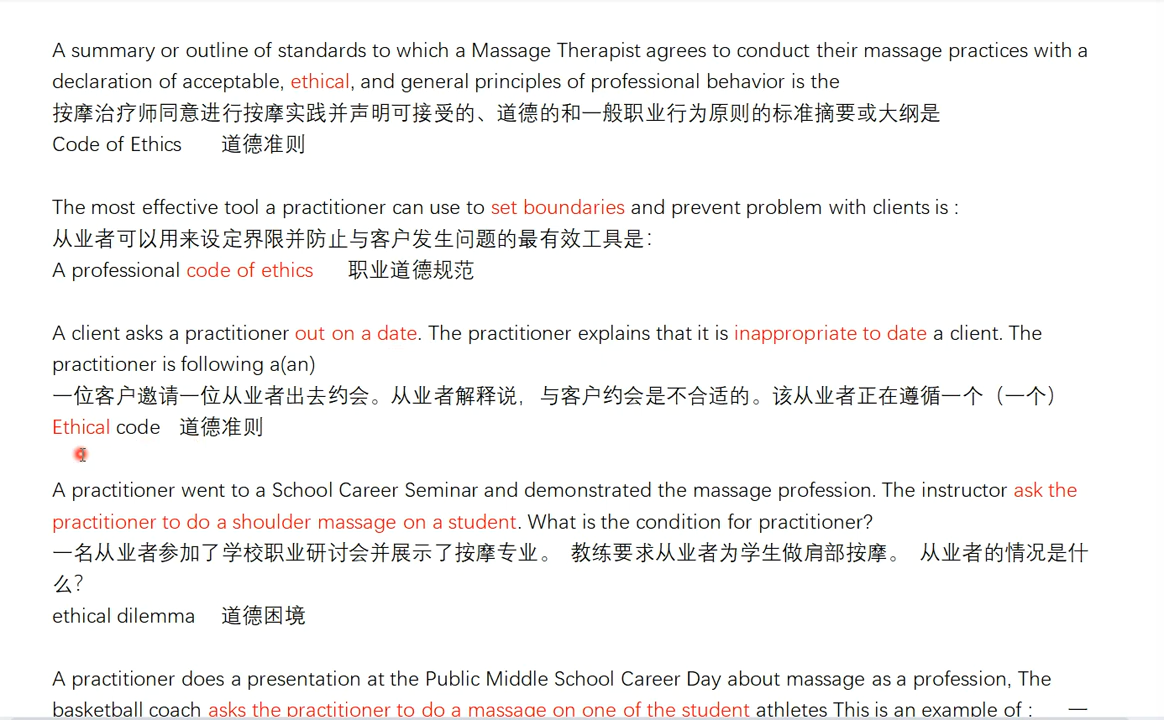 A summary or outline of standards to which a Massage Therapist agrees to conduct their massage practices with a
declaration of acceptable, ethical, and general principles of professional behavior is the
按摩治疗师同意进行按摩实践并声明可接受的、道德的和一般职业行为原则的标准摘要或大纲是
Code of Ethics 道德准则
The most effective tool a practitioner can use to set boundaries and prevent problem with clients is :
从业者可以用来设定界限并防止与客户发生问题的最有效工具是：
A professional code of ethics 职业道德规范
A client asks a practitioner out on a date. The practitioner explains that it is inappropriate to date a client. The
practitioner is following a(an)
一位客户邀请一位从业者出去约会。从业者解释说，与客户约会是不合适的。该从业者正在遵循一个（一个）
Ethical code 道德准则
A practitioner went to a School Career Seminar and demonstrated the massage profession. The instructor ask the
practitioner to do a shoulder massage on a student. What is the condition for practitioner?
一名从业者参加了学校职业研讨会并展示了按摩专业。 教练要求从业者为学生做肩部按摩。 从业者的情况是什
么？
ethical dilemma 道德困境
A practitioner does a presentation at the Public Middle School Career Day about massage as a profession, The
basketball coach asks the practitioner to do a massage on one of the student athletes This is an example of : 一